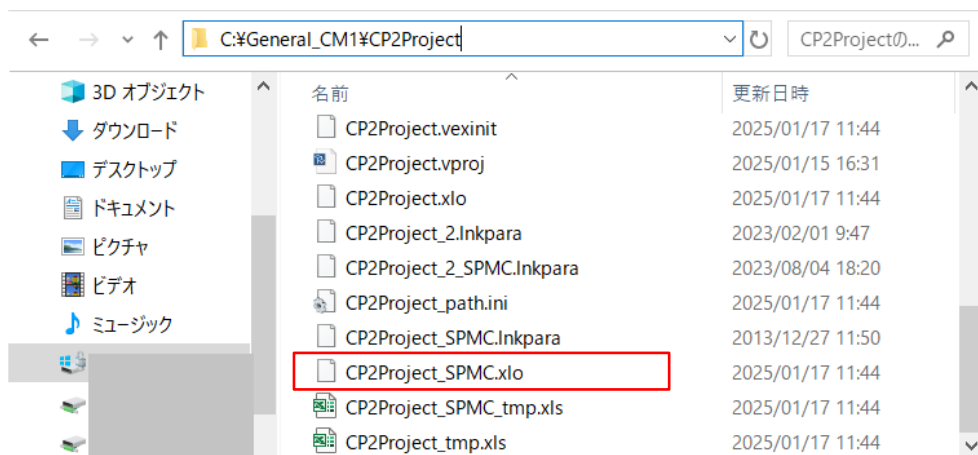 C:¥General_CM1¥CP2Project
CP2Projectの...
3D オブジェクト
ダウンロード
デスクトップ
ドキュメント
ピクチャ
ビデオ
ミュージック
名前 更新日時
CP2Project.vexinit 2025/01/17 11:44
CP2Project.vproj 2025/01/15 16:31
CP2Project.xlo 2025/01/17 11:44
CP2Project_2.lnkpara 2023/02/01 9:47
CP2Project_2_SPMC.lnkpara 2023/08/04 18:20
CP2Project_path.ini 2025/01/17 11:44
CP2Project_SPMC.lnkpara 2013/12/27 11:50
CP2Project_SPMC.xlo 2025/01/17 11:44
CP2Project_SPMC_tmp.xls 2025/01/17 11:44
CP2Project_tmp.xls 2025/01/17 11:44